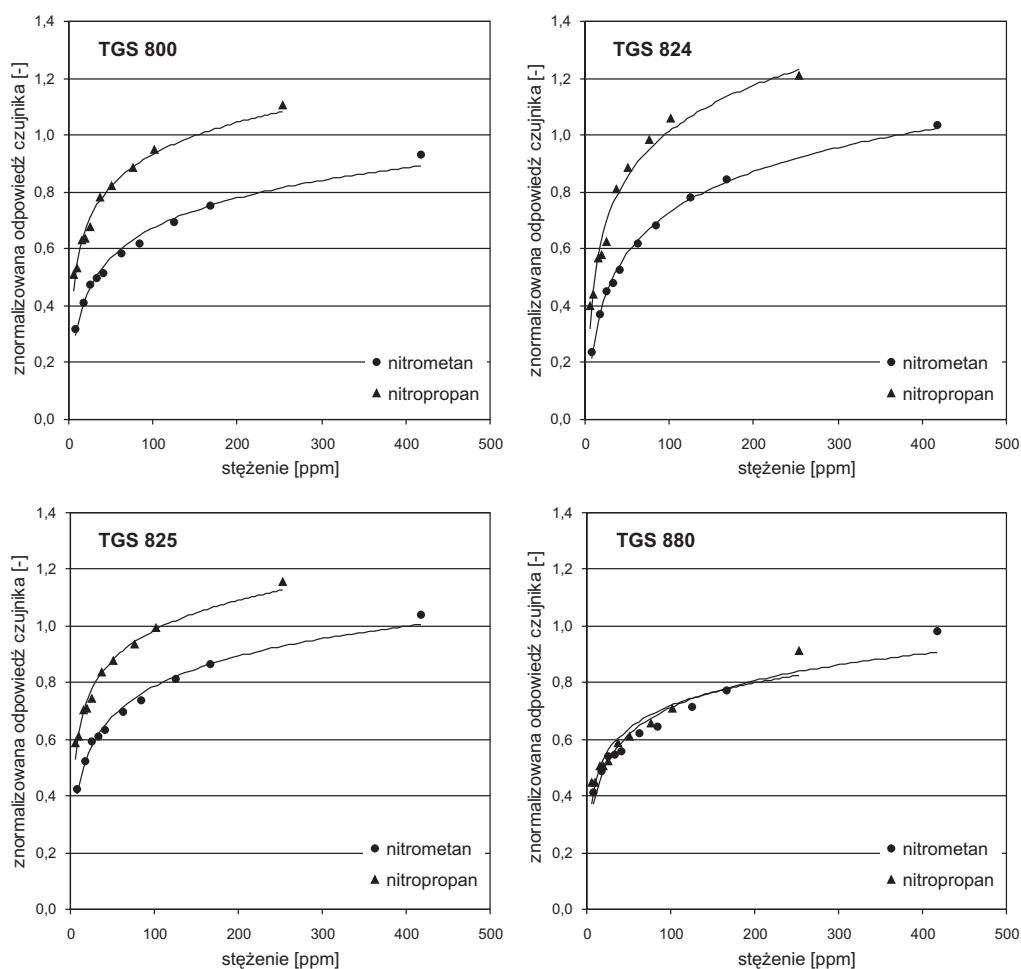 TGS 800
znormalizowana odpowiedź czujnika [-]
1,4
1,2
1,0
0,8
0,6
0,4
0,2
0,0
nitrometan
nitropropan
0 100 200 300 400 500
stężenie [ppm]
TGS 824
znormalizowana odpowiedź czujnika [-]
1,4
1,2
1,0
0,8
0,6
0,4
0,2
0,0
nitrometan
nitropropan
0 100 200 300 400 500
stężenie [ppm]
TGS 825
znormalizowana odpowiedź czujnika [-]
1,4
1,2
1,0
0,8
0,6
0,4
0,2
0,0
nitrometan
nitropropan
0 100 200 300 400 500
stężenie [ppm]
TGS 880
znormalizowana odpowiedź czujnika [-]
1,4
1,2
1,0
0,8
0,6
0,4
0,2
0,0
nitrometan
nitropropan
0 100 200 300 400 500
stężenie [ppm]